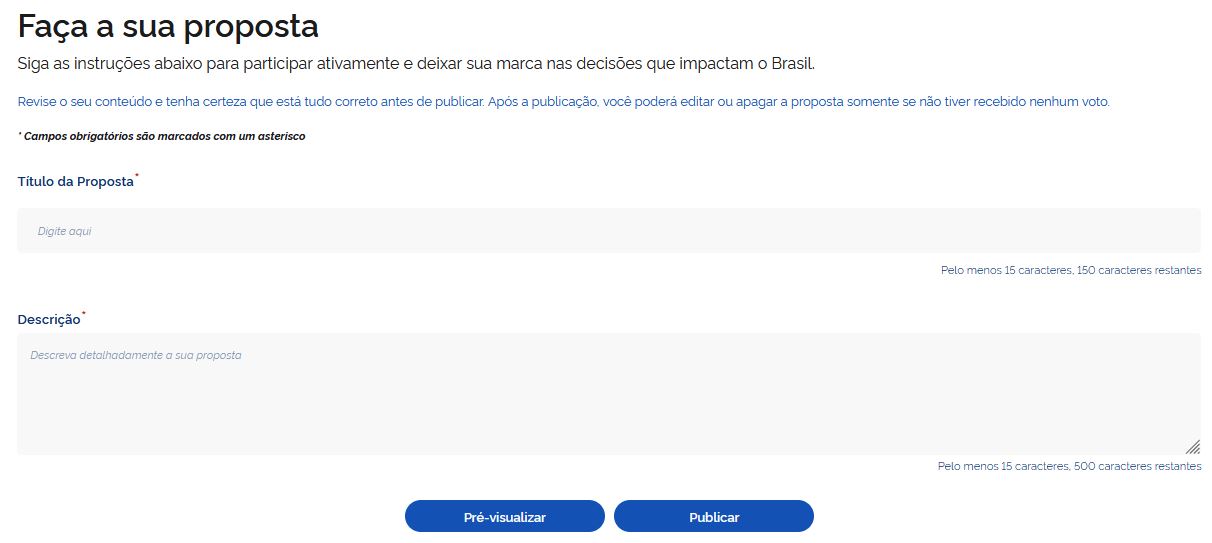 Faça a sua proposta
Siga as instruções abaixo para participar ativamente e deixar sua marca nas decisões que impactam o Brasil.
Revise o seu conteúdo e tenha certeza que está tudo correto antes de publicar. Após a publicação, você poderá editar ou apagar a proposta somente se não tiver recebido nenhum voto.
* Campos obrigatórios são marcados com um asterisco
Título da Proposta*
Digite aqui
Pelo menos 15 caracteres, 150 caracteres restantes
Descrição*
Descreva detalhadamente a sua proposta
Pelo menos 15 caracteres, 500 caracteres restantes
Pré-visualizar
Publicar